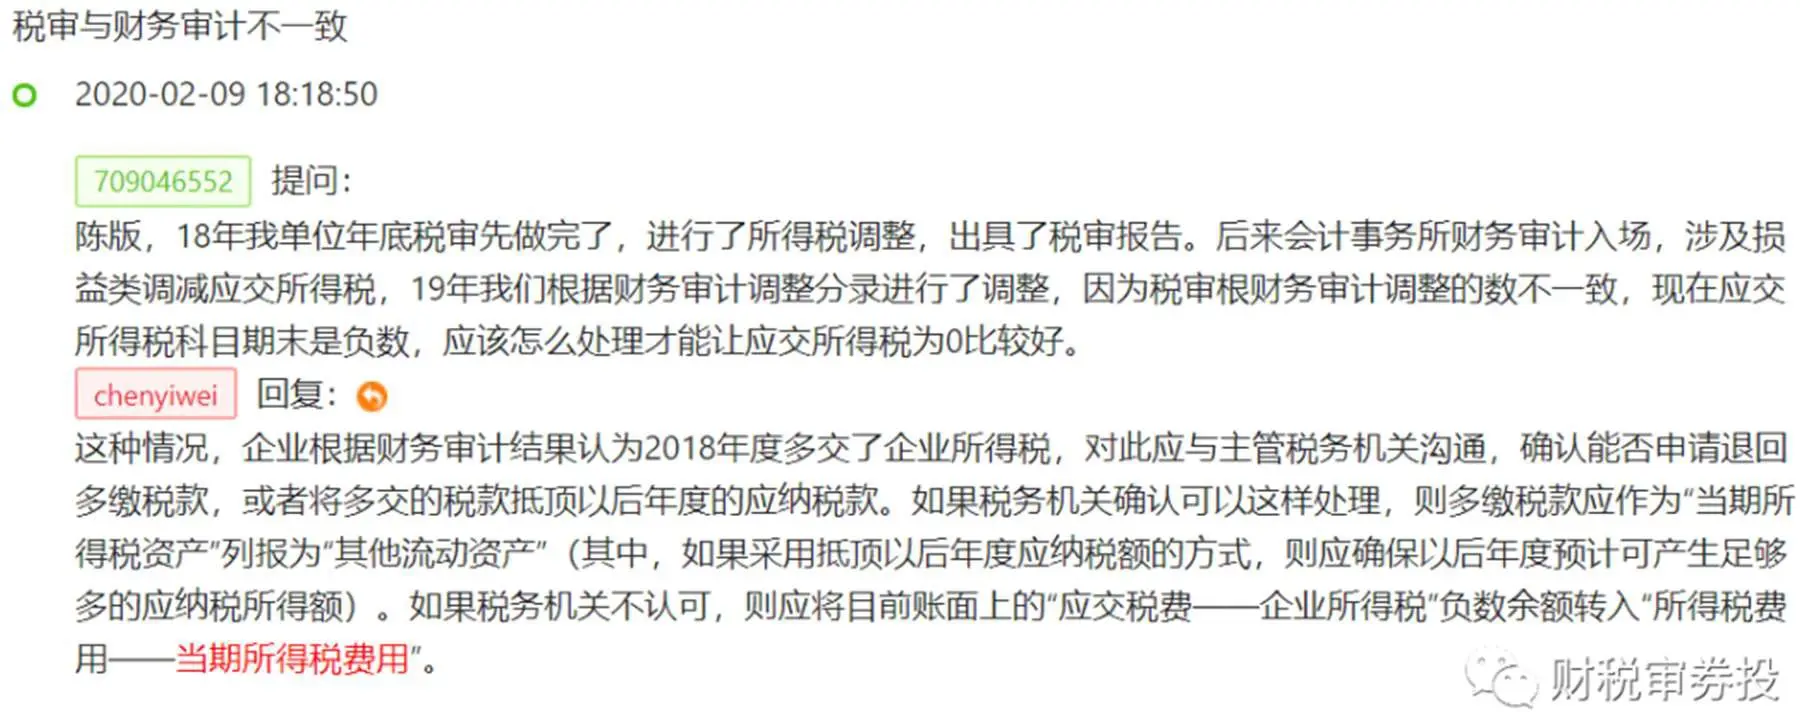 税审与财务审计不一致
2020-02-09 18:18:50
709046552 提问：
陈版，18年我单位年底税审先做完了，进行了所得税调整，出具了税审报告。后来会计事务所财务审计入场，涉及损
益类调减应交所得税，19年我们根据财务审计调整分录进行了调整，因为税审根财务审计调整的数不一致，现在应交
所得税科目期末是负数，应该怎么处理才能让应交所得税为0比较好。
chenyiwei 回复：
这种情况，企业根据财务审计结果认为2018年度多交了企业所得税，对此应与主管税务机关沟通，确认能否申请退回
多缴税款，或者将多交的税款抵顶以后年度的应纳税款。如果税务机关确认可以这样处理，则多缴税款应作为“当期所
得税资产”列报为“其他流动资产”（其中，如果采用抵顶以后年度应纳税额的方式，则应确保以后年度预计可产生足够
多的应纳税所得额）。如果税务机关不认可，则应将目前账面上的“应交税费——企业所得税”负数余额转入“所得税费
用——当期所得税费用”。
财税审券投